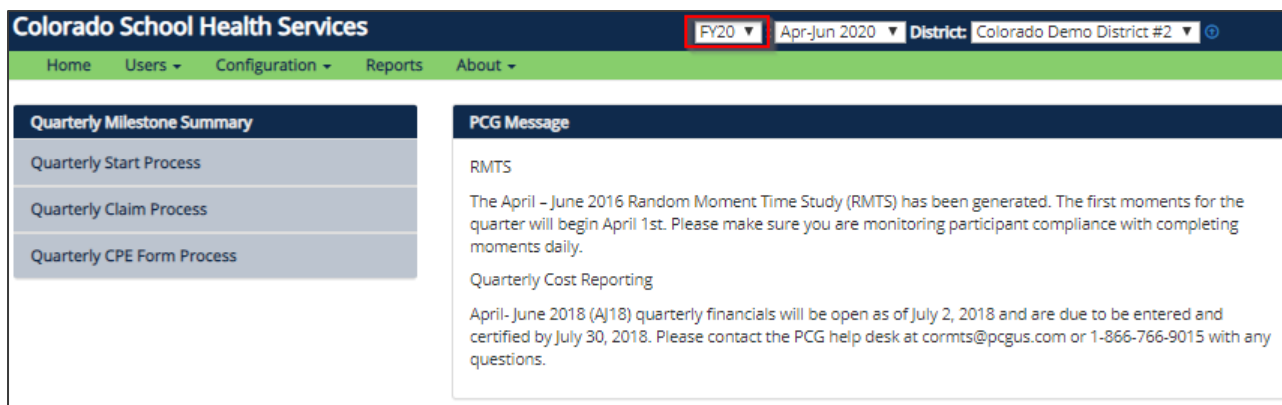 Colorado School Health Services
FY20 Apr-Jun 2020 District: Colorado Demo District #2
Home Users Configuration Reports About
Quarterly Milestone Summary
Quarterly Start Process
Quarterly Claim Process
Quarterly CPE Form Process
PCG Message
RMTS
The April – June 2016 Random Moment Time Study (RMTS) has been generated. The first moments for the
quarter will begin April 1st. Please make sure you are monitoring participant compliance with completing
moments daily.
Quarterly Cost Reporting
April- June 2018 (AJ18) quarterly financials will be open as of July 2, 2018 and are due to be entered and
certified by July 30, 2018. Please contact the PCG help desk at cormts@pcgus.com or 1-866-766-9015 with any
questions.